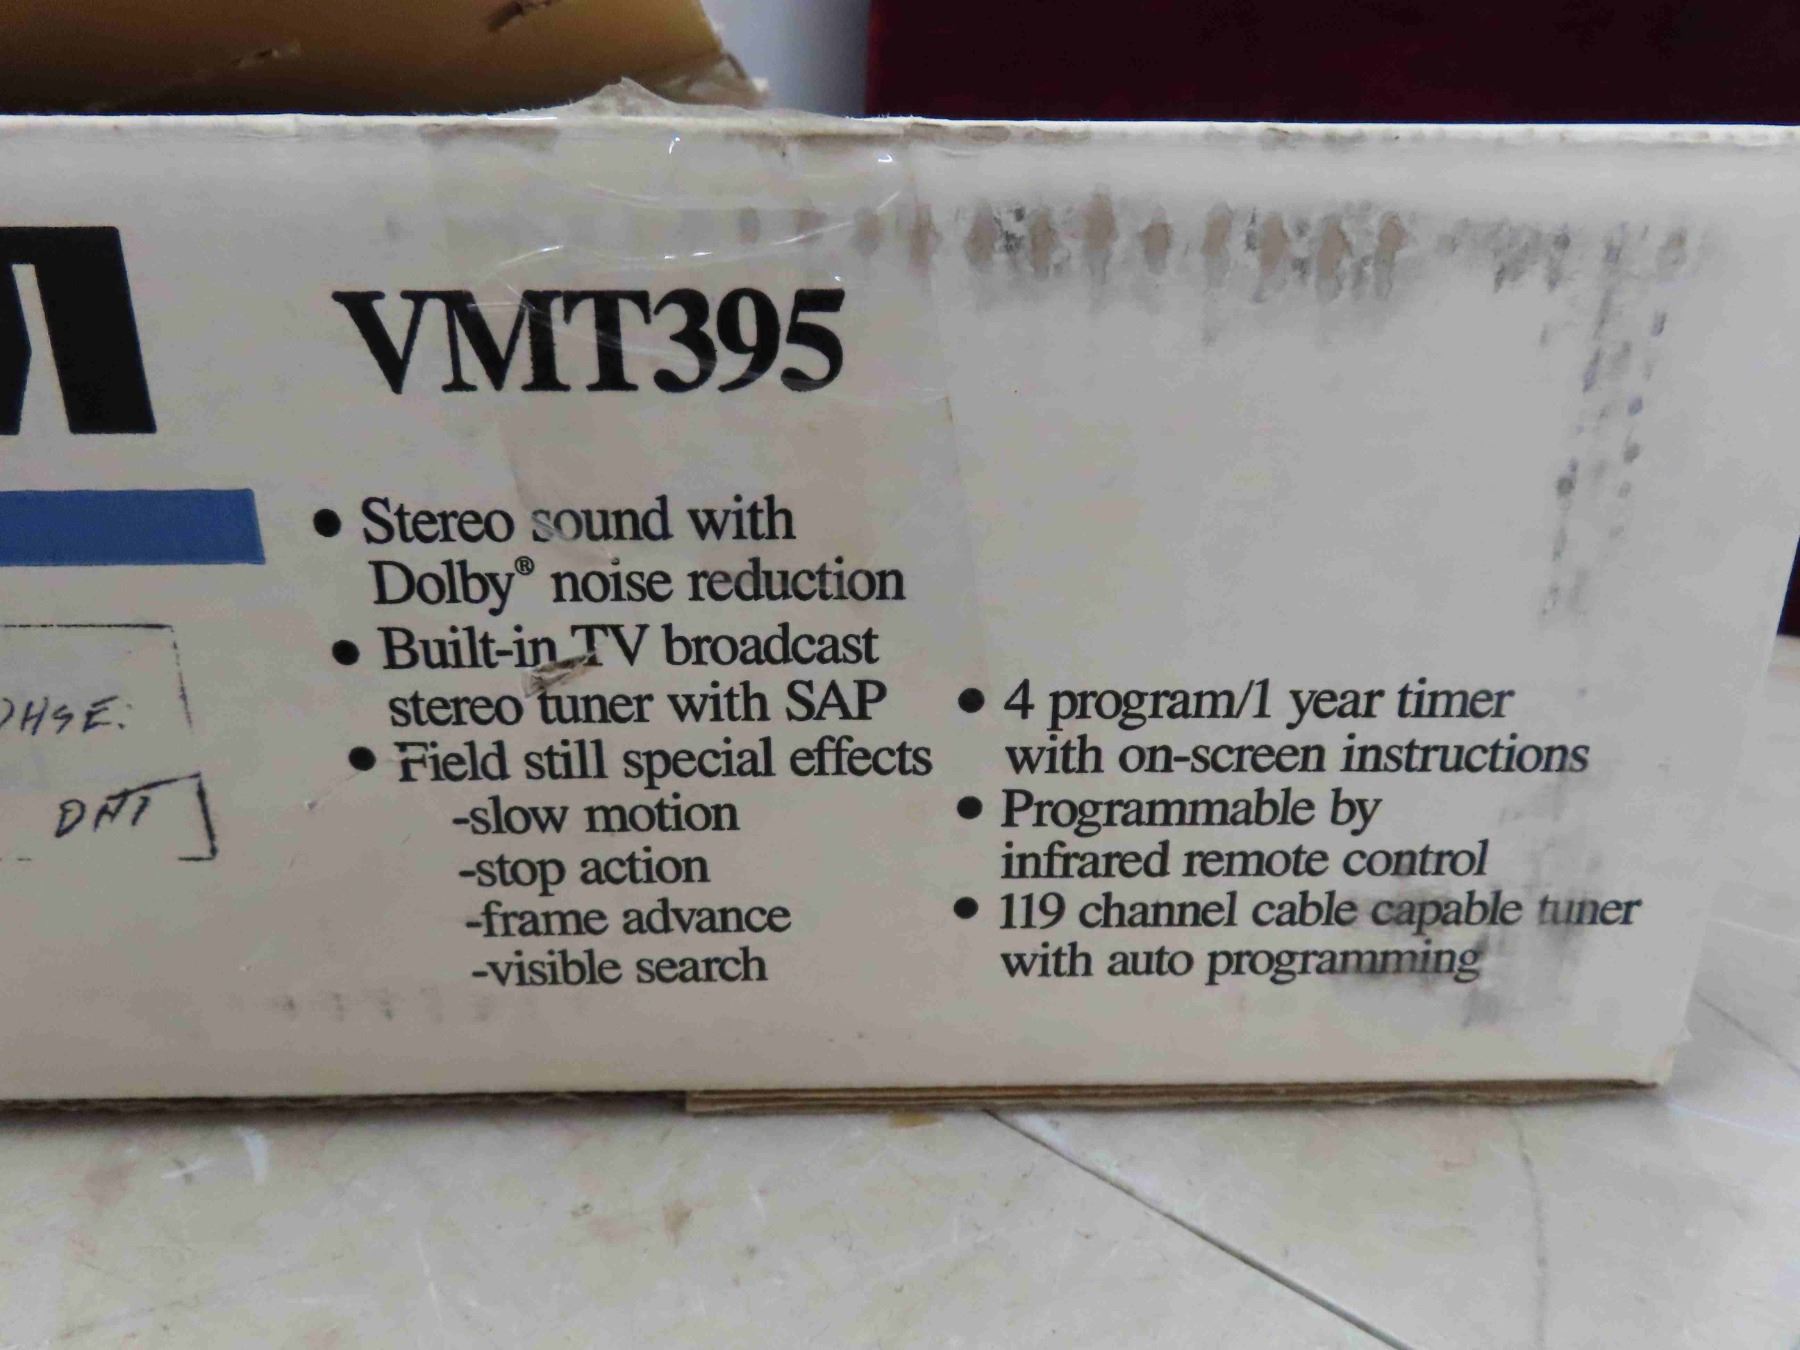 VMT395
• Stereo sound with
Dolby® noise reduction
• Built-in TV broadcast
stereo tuner with SAP
• Field still special effects
-slow motion
-stop action
-frame advance
-visible search
• 4 program/1 year timer
with on-screen instructions
• Programmable by
infrared remote control
• 119 channel cable capable tuner
with auto programming